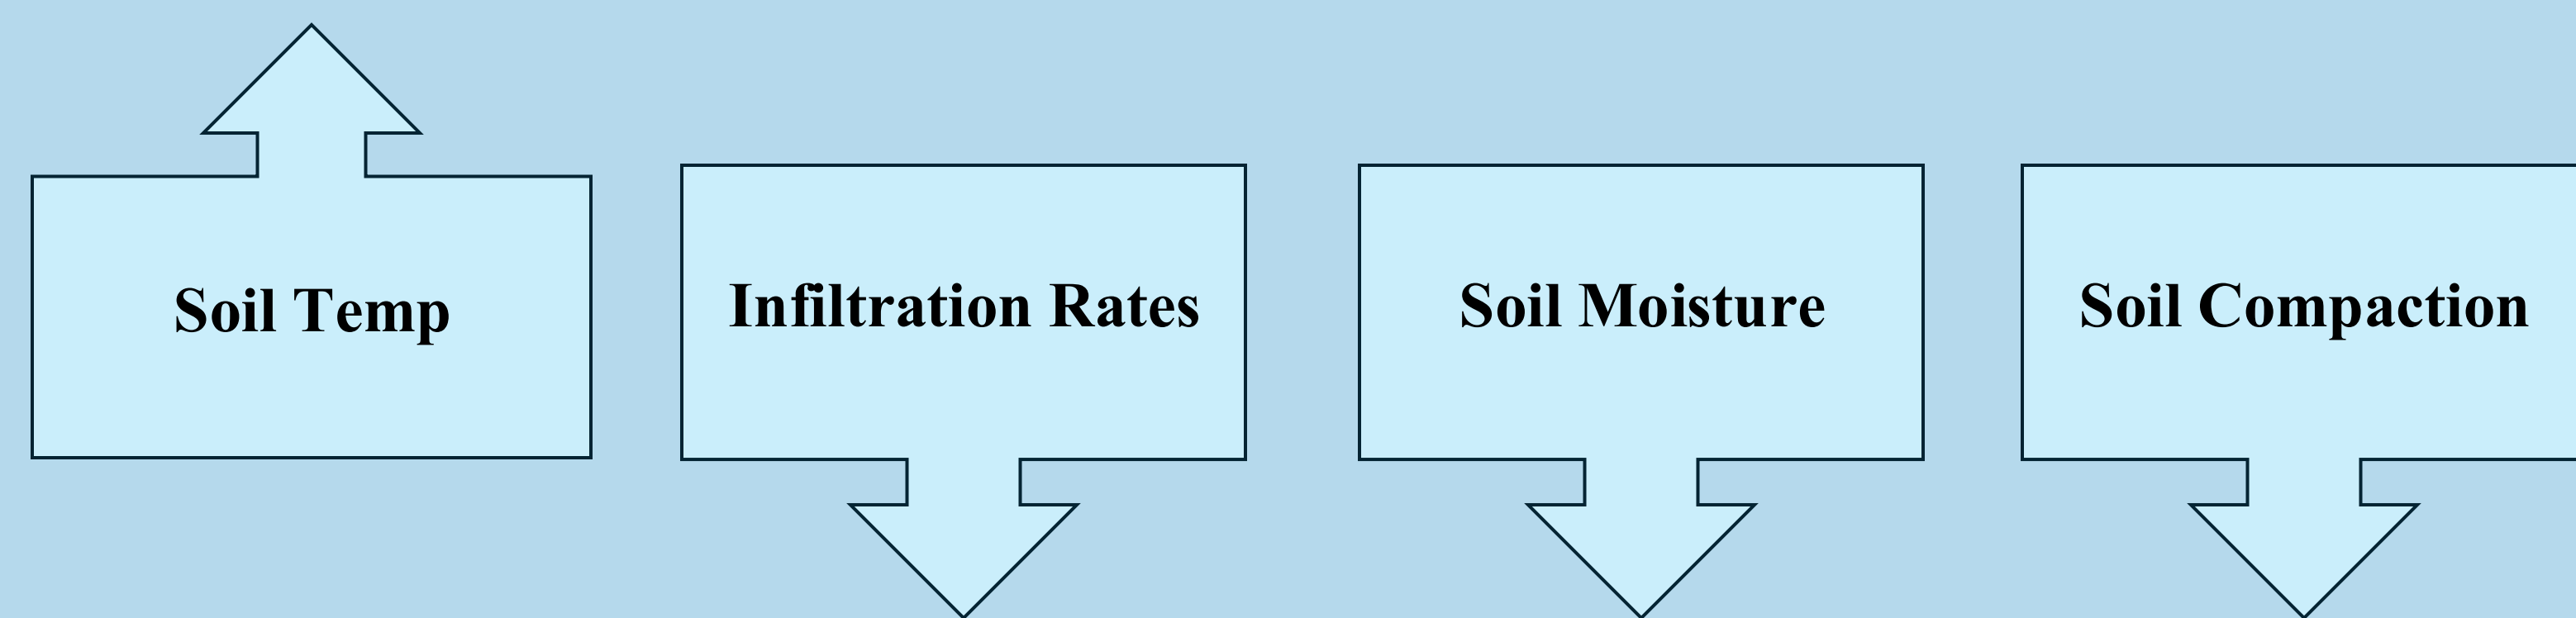 Soil Temp
Infiltration Rates
Soil Moisture
Soil Compaction